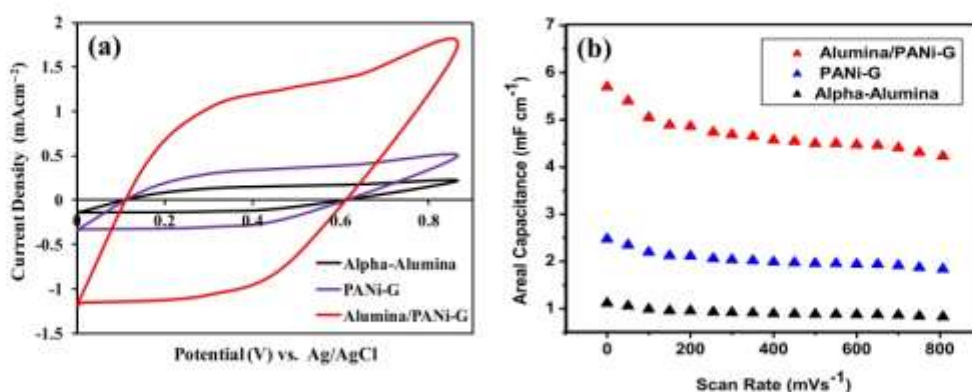 (a)
Current Density (mAcm⁻²)
2
1.5
1
0.5
0
-0.5
-1
-1.5
0
0.2
0.4
0.6
0.8
Alpha-Alumina
PANi-G
Alumina/PANi-G
Potential (V) vs. Ag/AgCl
(b)
Areal Capacitance (mF cm⁻¹)
7
6
5
4
3
2
1
Alumina/PANi-G
PANi-G
Alpha-Alumina
0 200 400 600 800
Scan Rate (mVs⁻¹)